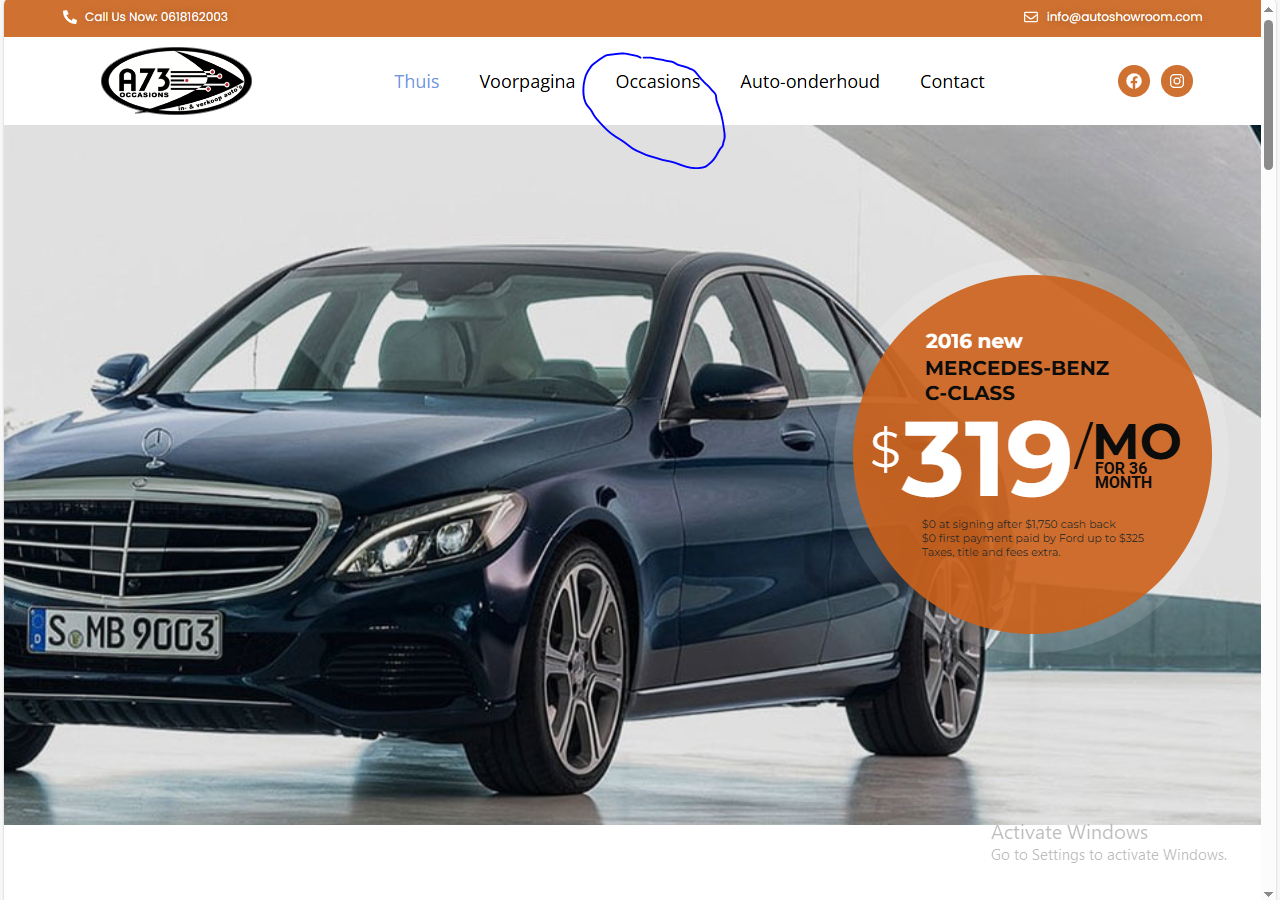 Call Us Now: 0618162003
info@autoshowroom.com
A73
OCCASIONS
in- & verkoop auto's
Thuis
Voorpagina
Occasions
Auto-onderhoud
Contact
2016 new
MERCEDES-BENZ
C-CLASS
$319/MO
FOR 36
MONTH
$0 at signing after $1,750 cash back
$0 first payment paid by Ford up to $325
Taxes, title and fees extra.
D S MB 9003
Activate Windows
Go to Settings to activate Windows.